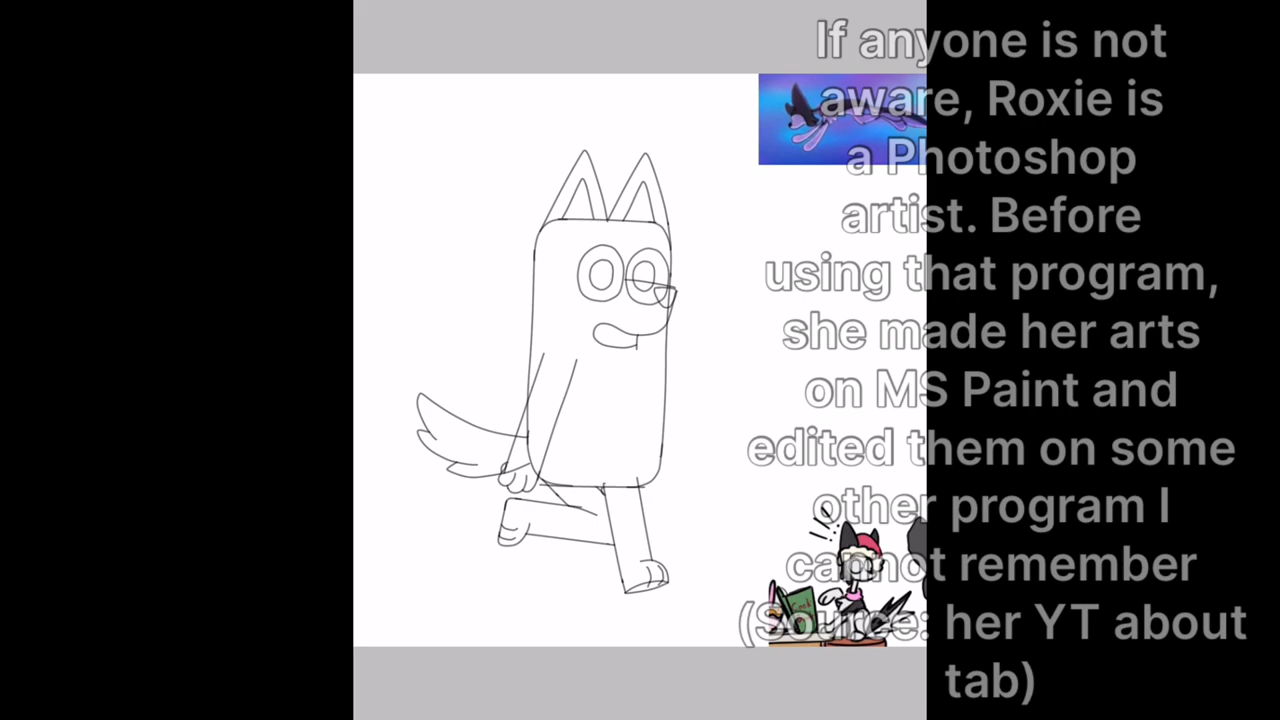 If anyone is not
aware, Roxie is
a Photoshop
artist. Before
using that program,
she made her arts
on MS Paint and
edited them on some
other program I
cannot remember
(Source: her YT about
tab)